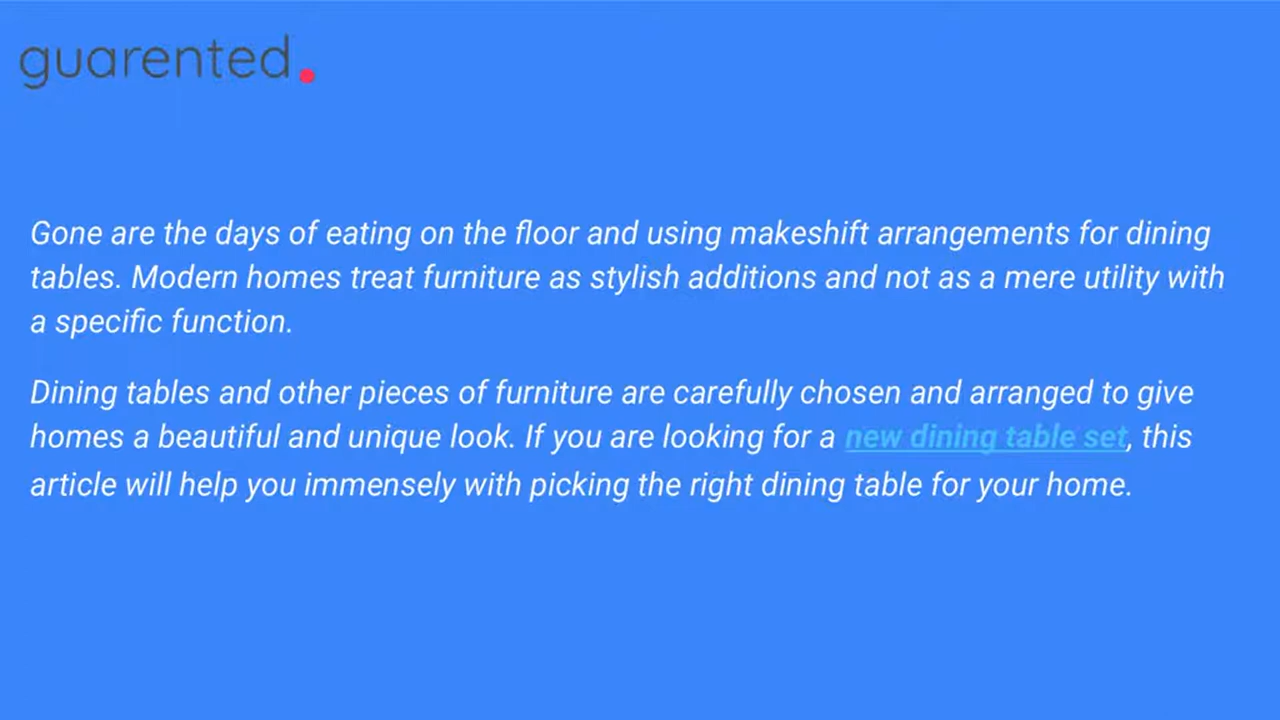 guarented.
Gone are the days of eating on the floor and using makeshift arrangements for dining
tables. Modern homes treat furniture as stylish additions and not as a mere utility with
a specific function.
Dining tables and other pieces of furniture are carefully chosen and arranged to give
homes a beautiful and unique look. If you are looking for a new dining table set, this
article will help you immensely with picking the right dining table for your home.